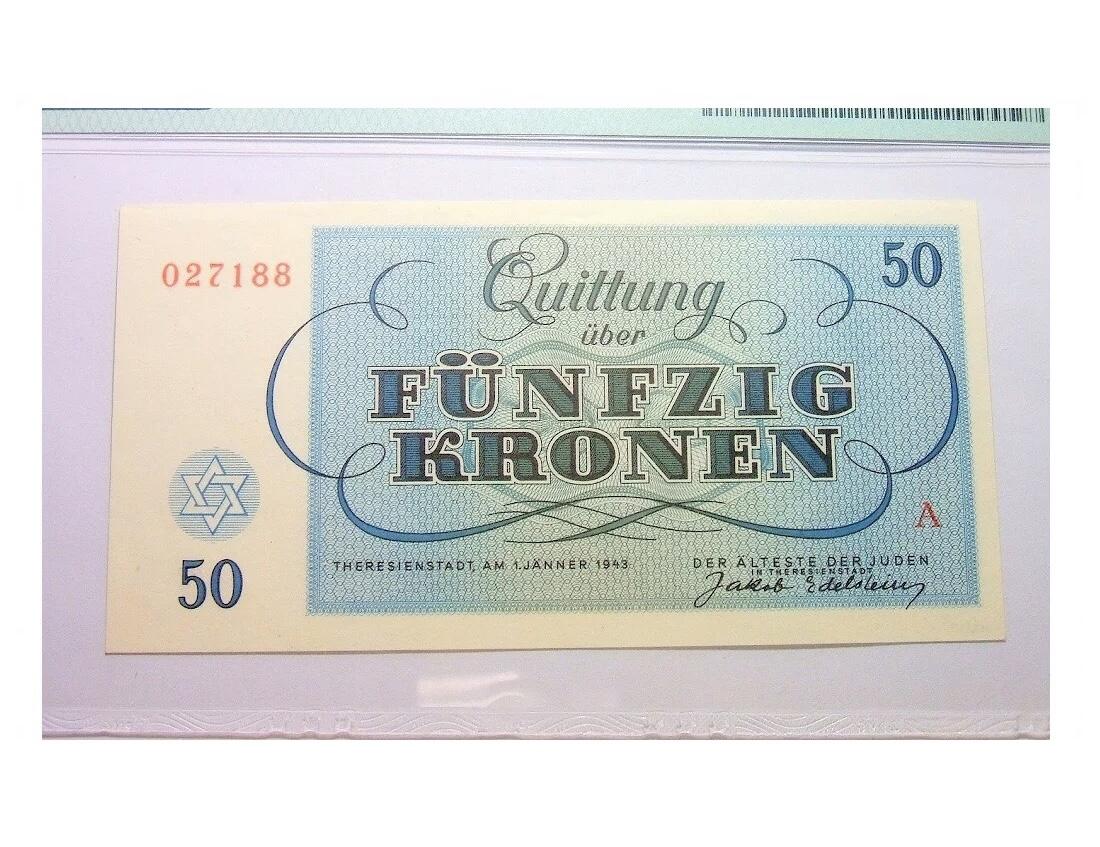 027188
50
Quittung
über
FÜNFZIG
KRONEN
A
THERESIENSTADT, AM 1. JÄNNER 1943
DER ÄLTESTE DER JUDEN
IN THERESIENSTADT
Jakob Edelstein
50